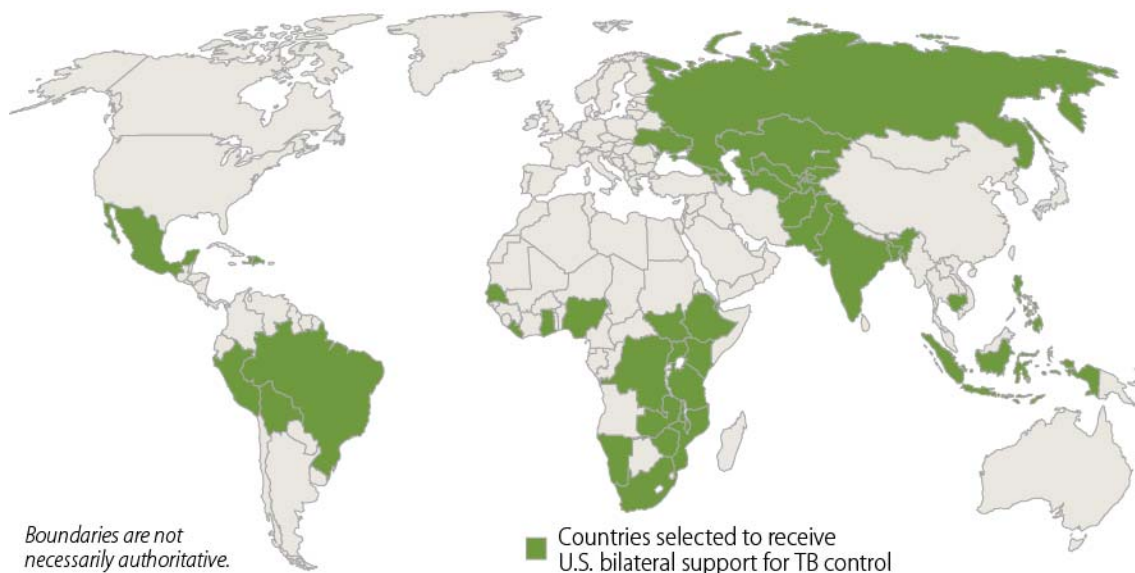 Boundaries are not
necessarily authoritative.
Countries selected to receive
U.S. bilateral support for TB control